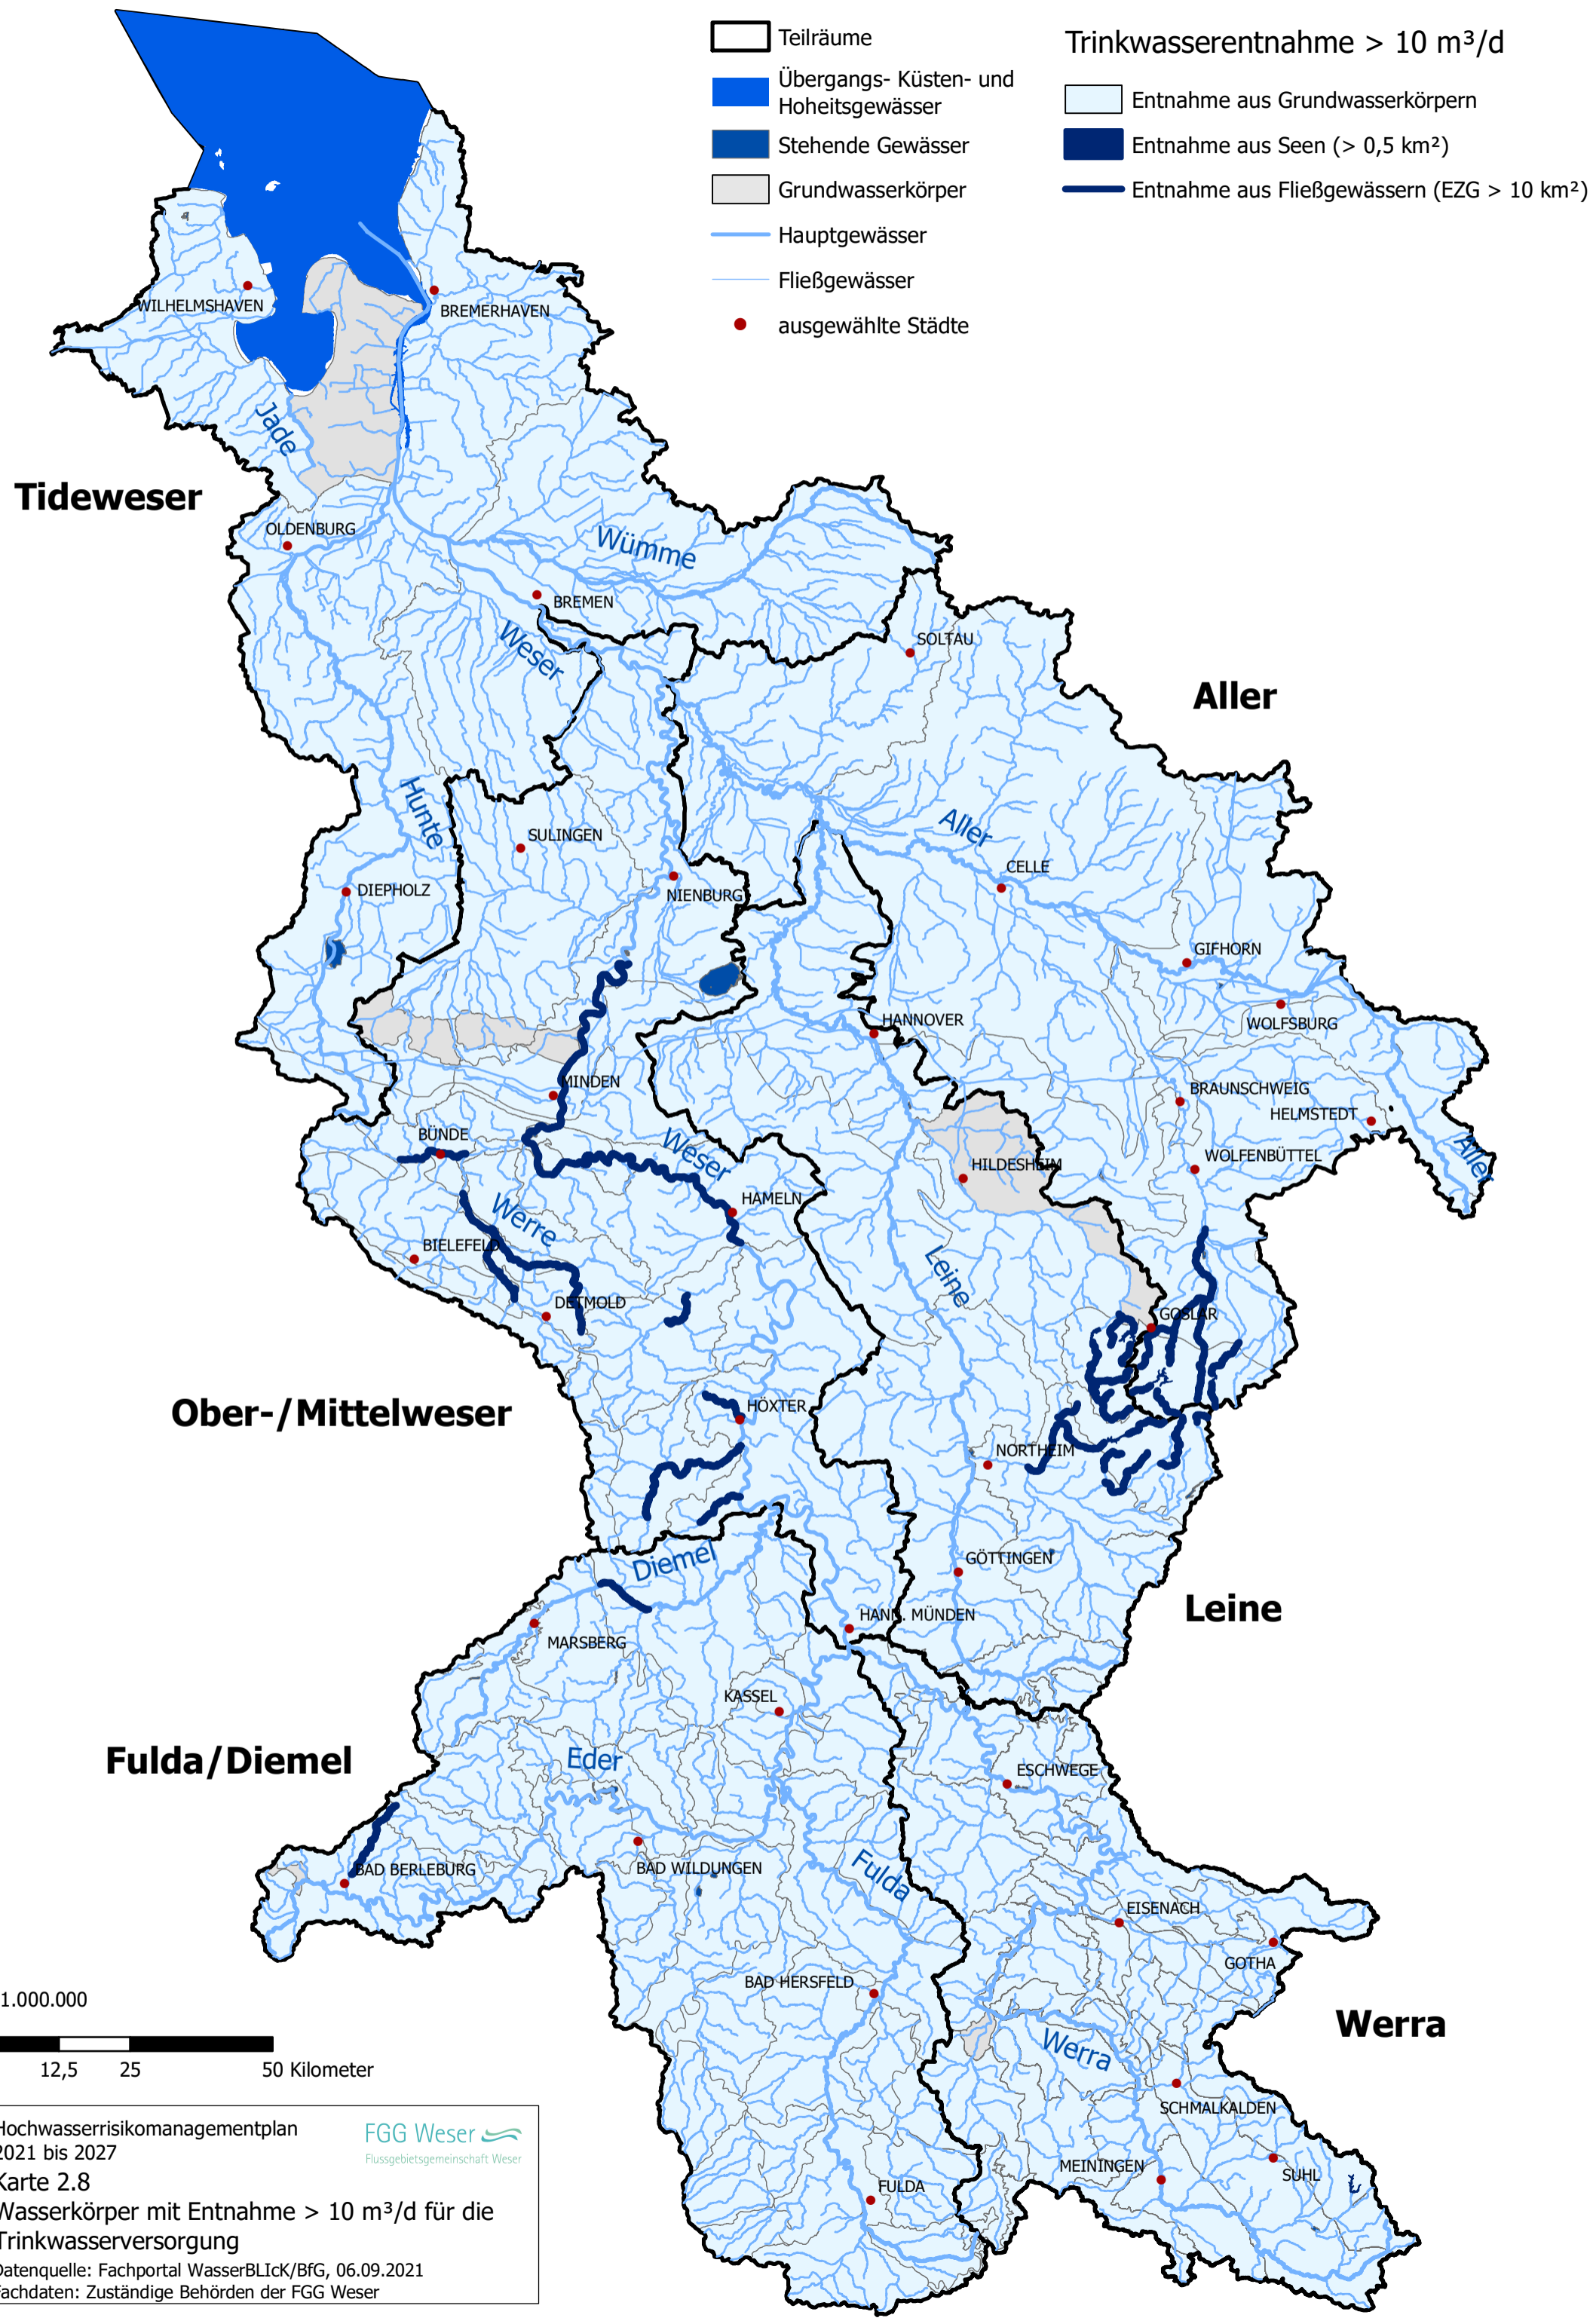 Teilräume
Übergangs- Küsten- und
Hoheitsgewässer
Stehende Gewässer
Grundwasserkörper
Hauptgewässer
Fließgewässer
ausgewählte Städte
Trinkwasserentnahme > 10 m³/d
Entnahme aus Grundwasserkörpern
Entnahme aus Seen (> 0,5 km²)
Entnahme aus Fließgewässern (EZG > 10 km²)
WILHELMSHAVEN
BREMERHAVEN
Jade
Tideweser
OLDENBURG
Wümme
BREMEN
Weser
SOLTAU
Aller
Hunte
SULINGEN
Aller
CELLE
DIEPHOLZ
NIENBURG
GIFHORN
HANNOVER
WOLFSBURG
MINDEN
BRAUNSCHWEIG
HELMSTEDT
BÜNDE
Weser
HILDESHEIM
WOLFENBÜTTEL
Aller
HAMELN
Werre
BIELEFELD
Leine
DETMOLD
GOSLAR
Ober-/Mittelweser
HÖXTER
NORTHEIM
Diemel
GÖTTINGEN
Leine
HANN. MÜNDEN
MARSBERG
KASSEL
Fulda/Diemel
Eder
ESCHWEGE
BAD BERLEBURG
BAD WILDUNGEN
Fulda
EISENACH
GOTHA
BAD HERSFELD
Werra
Werra
SCHMALKALDEN
MEININGEN
SUHL
FULDA
1.000.000
12,5 25 50 Kilometer
Hochwasserrisikomanagementplan
2021 bis 2027
FGG Weser
Flussgebietsgemeinschaft Weser
Karte 2.8
Wasserkörper mit Entnahme > 10 m³/d für die
Trinkwasserversorgung
Datenquelle: Fachportal WasserBLIcK/BfG, 06.09.2021
Fachdaten: Zuständige Behörden der FGG Weser